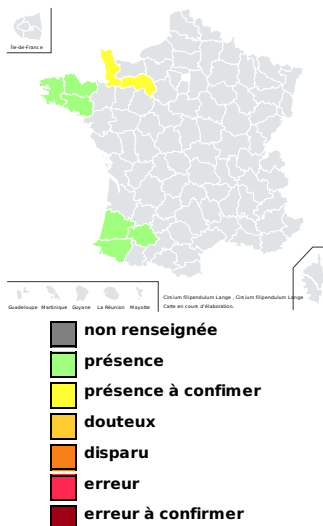 Île-de-France
Guadeloupe Martinique Guyane La Réunion Mayotte
Cirsium filipendulum Lange , Cirsium filipendulum Lange
Carte en cours d'élaboration.
non renseignée
présence
présence à confimer
douteux
disparu
erreur
erreur à confirmer